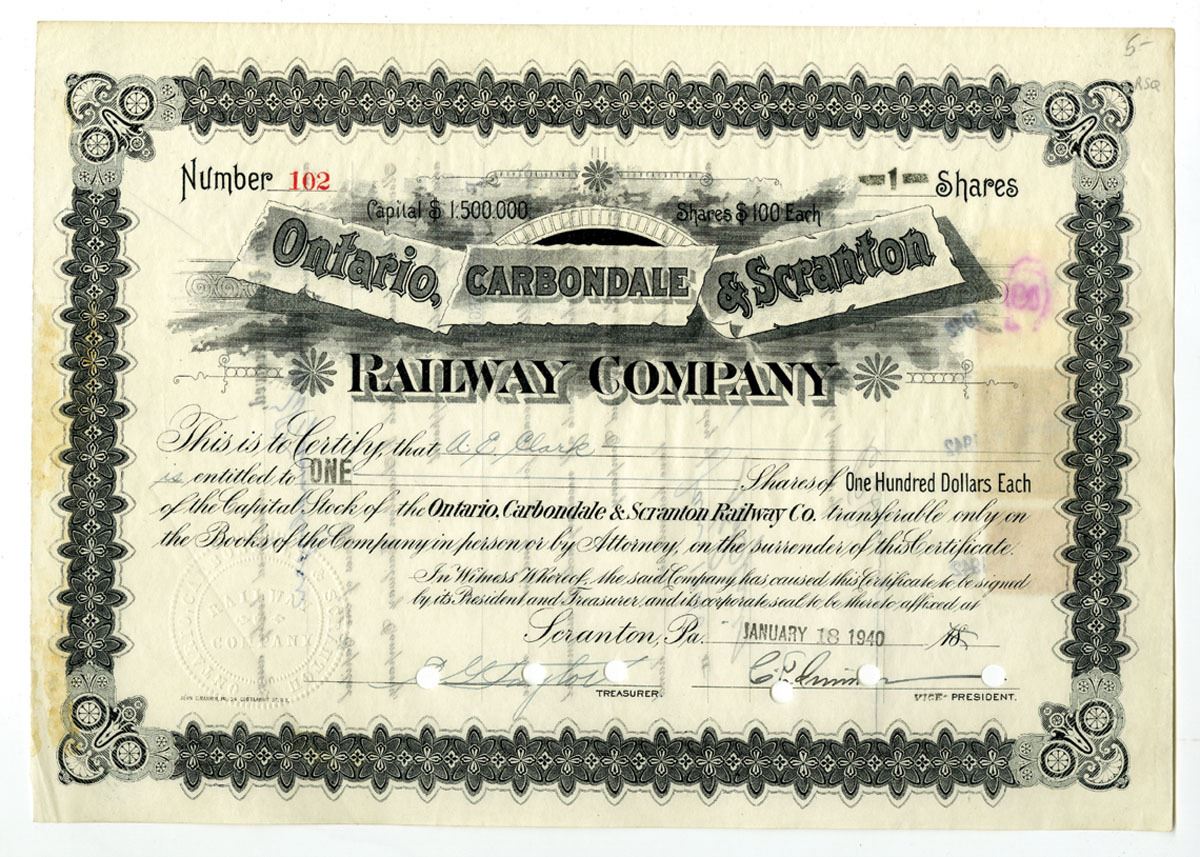 5-
RSQ
Number 102
-1- Shares
Capital $ 1.500.000. Shares $ 100 Each
Ontario, CARBONDALE & Scranton
RAILWAY COMPANY
This is to Certify, that A. E. Clark
is entitled to ONE Shares of One Hundred Dollars Each
of the Capital Stock of the Ontario, Carbondale & Scranton Railway Co. transferable only on
the Books of the Company in person or by Attorney, on the surrender of this Certificate.
In Witness Whereof, the said Company has caused this Certificate to be signed
by its President and Treasurer, and its corporate seal to be thereto affixed at
Scranton, Pa. JANUARY 18 1940 18
RAILWAY
COMPANY
TREASURER.
VICE- PRESIDENT.